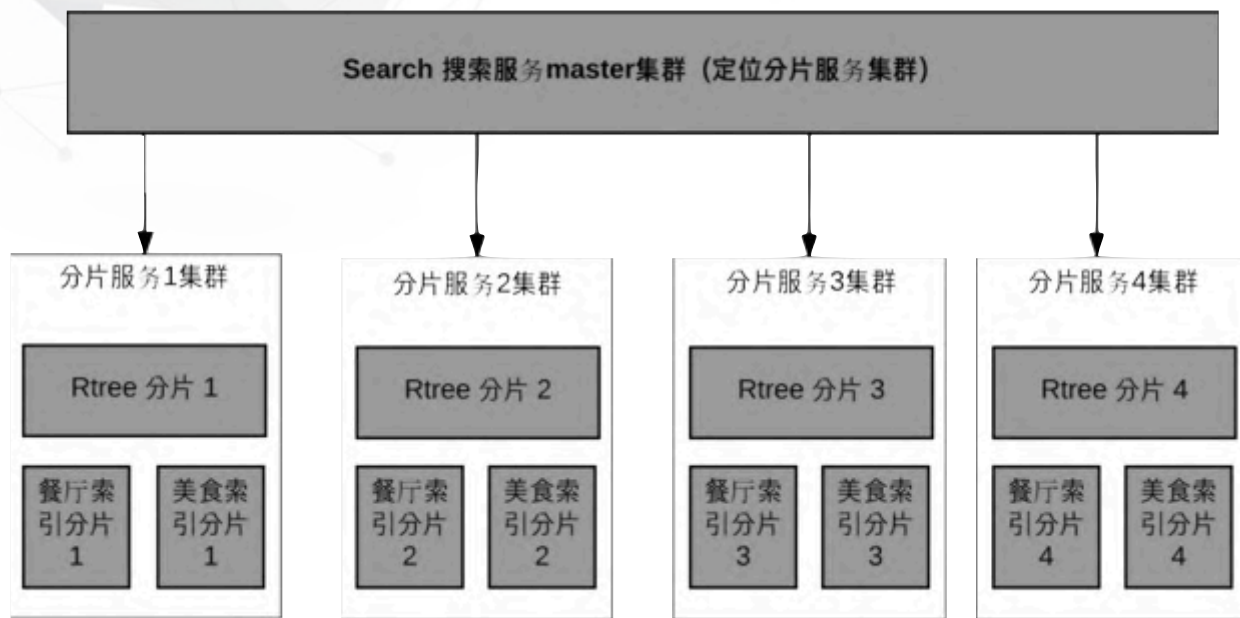 Search 搜索服务master集群（定位分片服务集群）
分片服务1集群
分片服务2集群
分片服务3集群
分片服务4集群
Rtree 分片 1
Rtree 分片 2
Rtree 分片 3
Rtree 分片 4
餐厅索
引分片
1
美食索
引分片
1
餐厅索
引分片
2
美食索
引分片
2
餐厅索
引分片
3
美食索
引分片
3
餐厅索
引分片
4
美食索
引分片
4